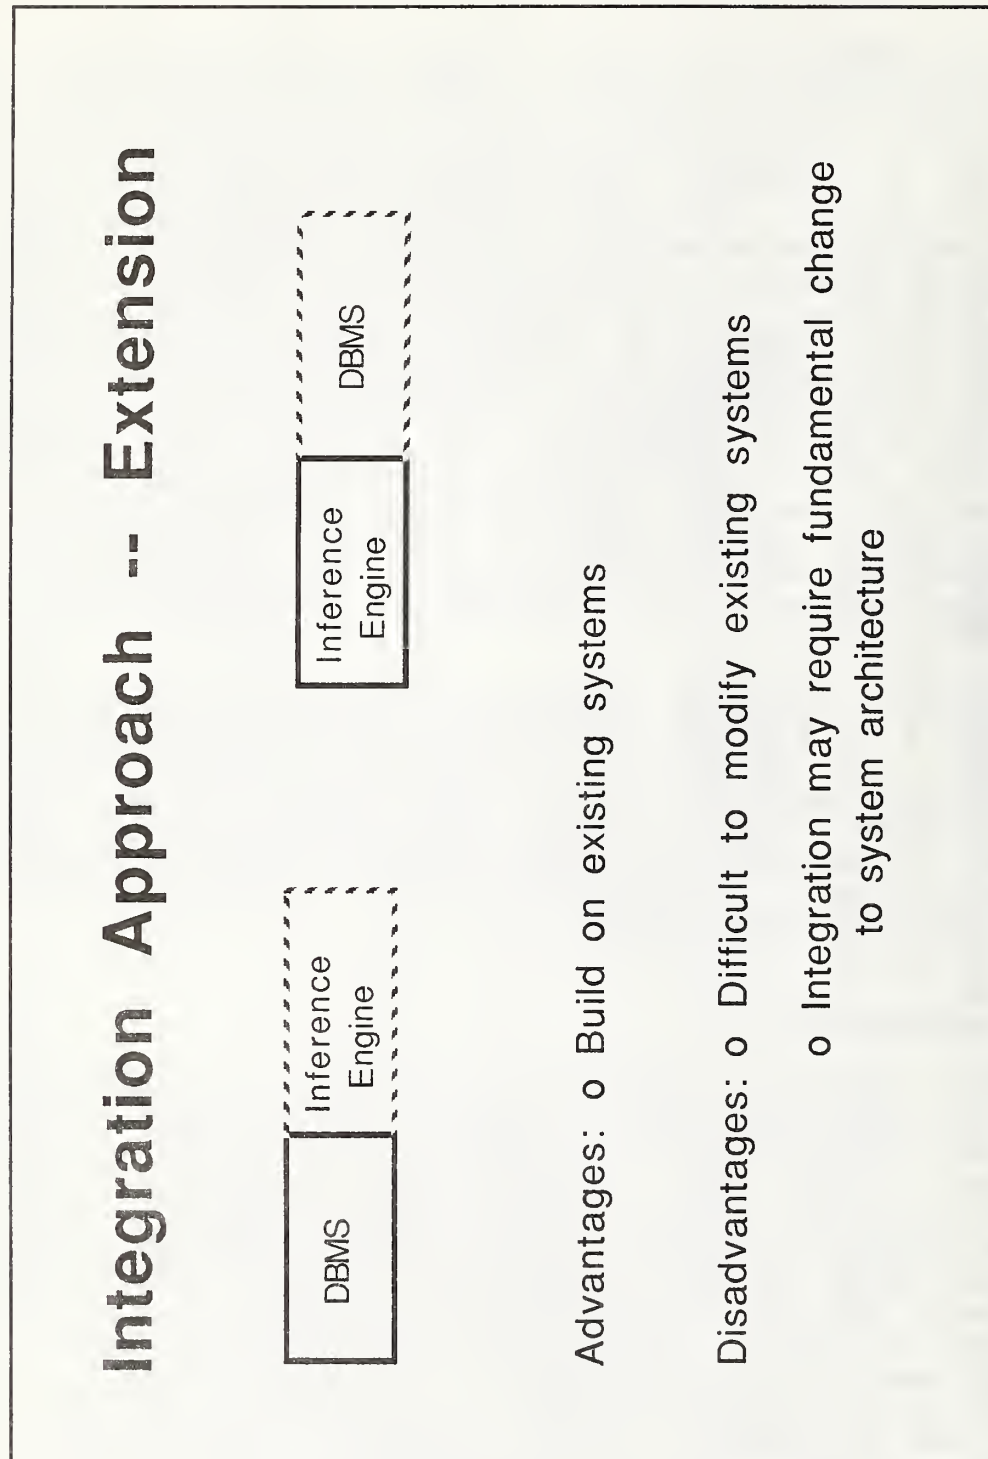 Integration Approach -- Extension
DBMS
Inference
Engine
Inference
Engine
DBMS
Advantages: o Build on existing systems
Disadvantages: o Difficult to modify existing systems
o Integration may require fundamental change
to system architecture